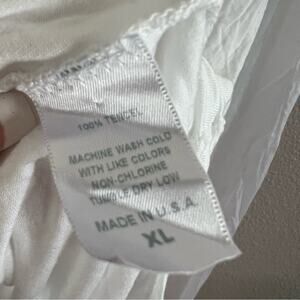 100% TENCEL
MACHINE WASH COLD
WITH LIKE COLORS
NON-CHLORINE
TUMBLE DRY LOW
MADE IN U.S.A.
XL